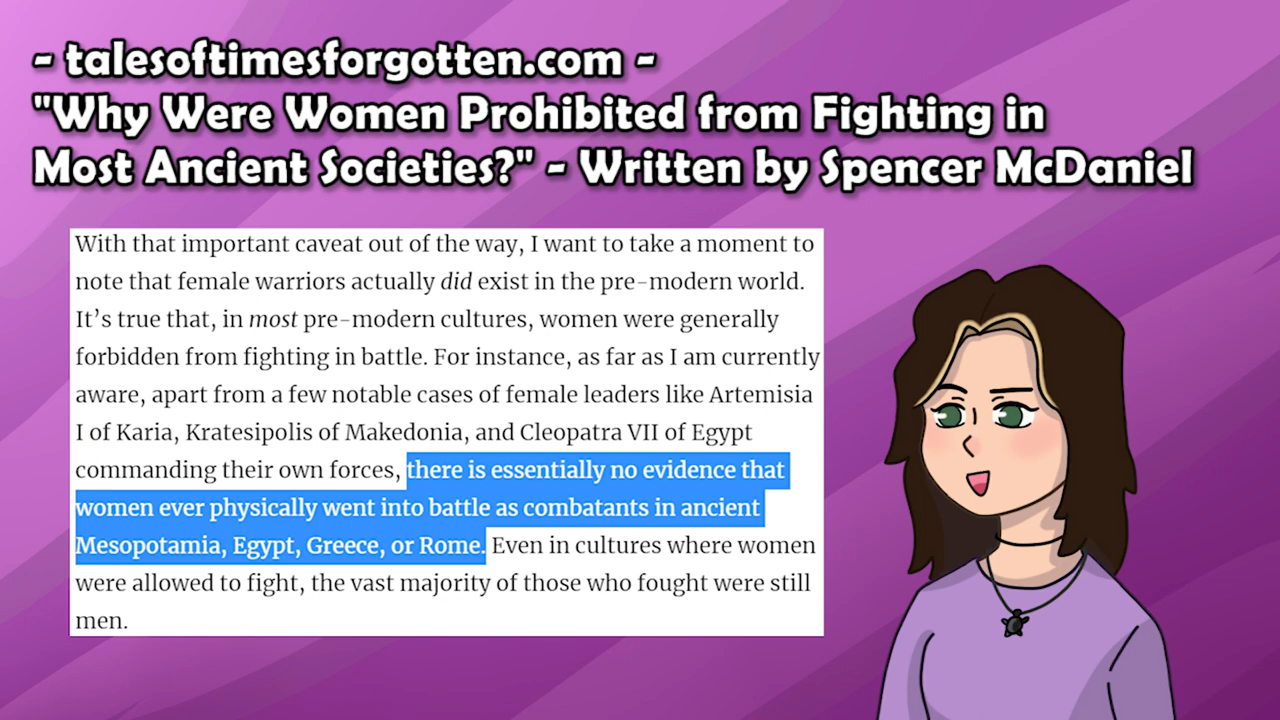 - talesoftimesforgotten.com -
"Why Were Women Prohibited from Fighting in
Most Ancient Societies?" - Written by Spencer McDaniel
With that important caveat out of the way, I want to take a moment to
note that female warriors actually did exist in the pre-modern world.
It’s true that, in most pre-modern cultures, women were generally
forbidden from fighting in battle. For instance, as far as I am currently
aware, apart from a few notable cases of female leaders like Artemisia
I of Karia, Kratesipolis of Makedonia, and Cleopatra VII of Egypt
commanding their own forces, there is essentially no evidence that
women ever physically went into battle as combatants in ancient
Mesopotamia, Egypt, Greece, or Rome. Even in cultures where women
were allowed to fight, the vast majority of those who fought were still
men.